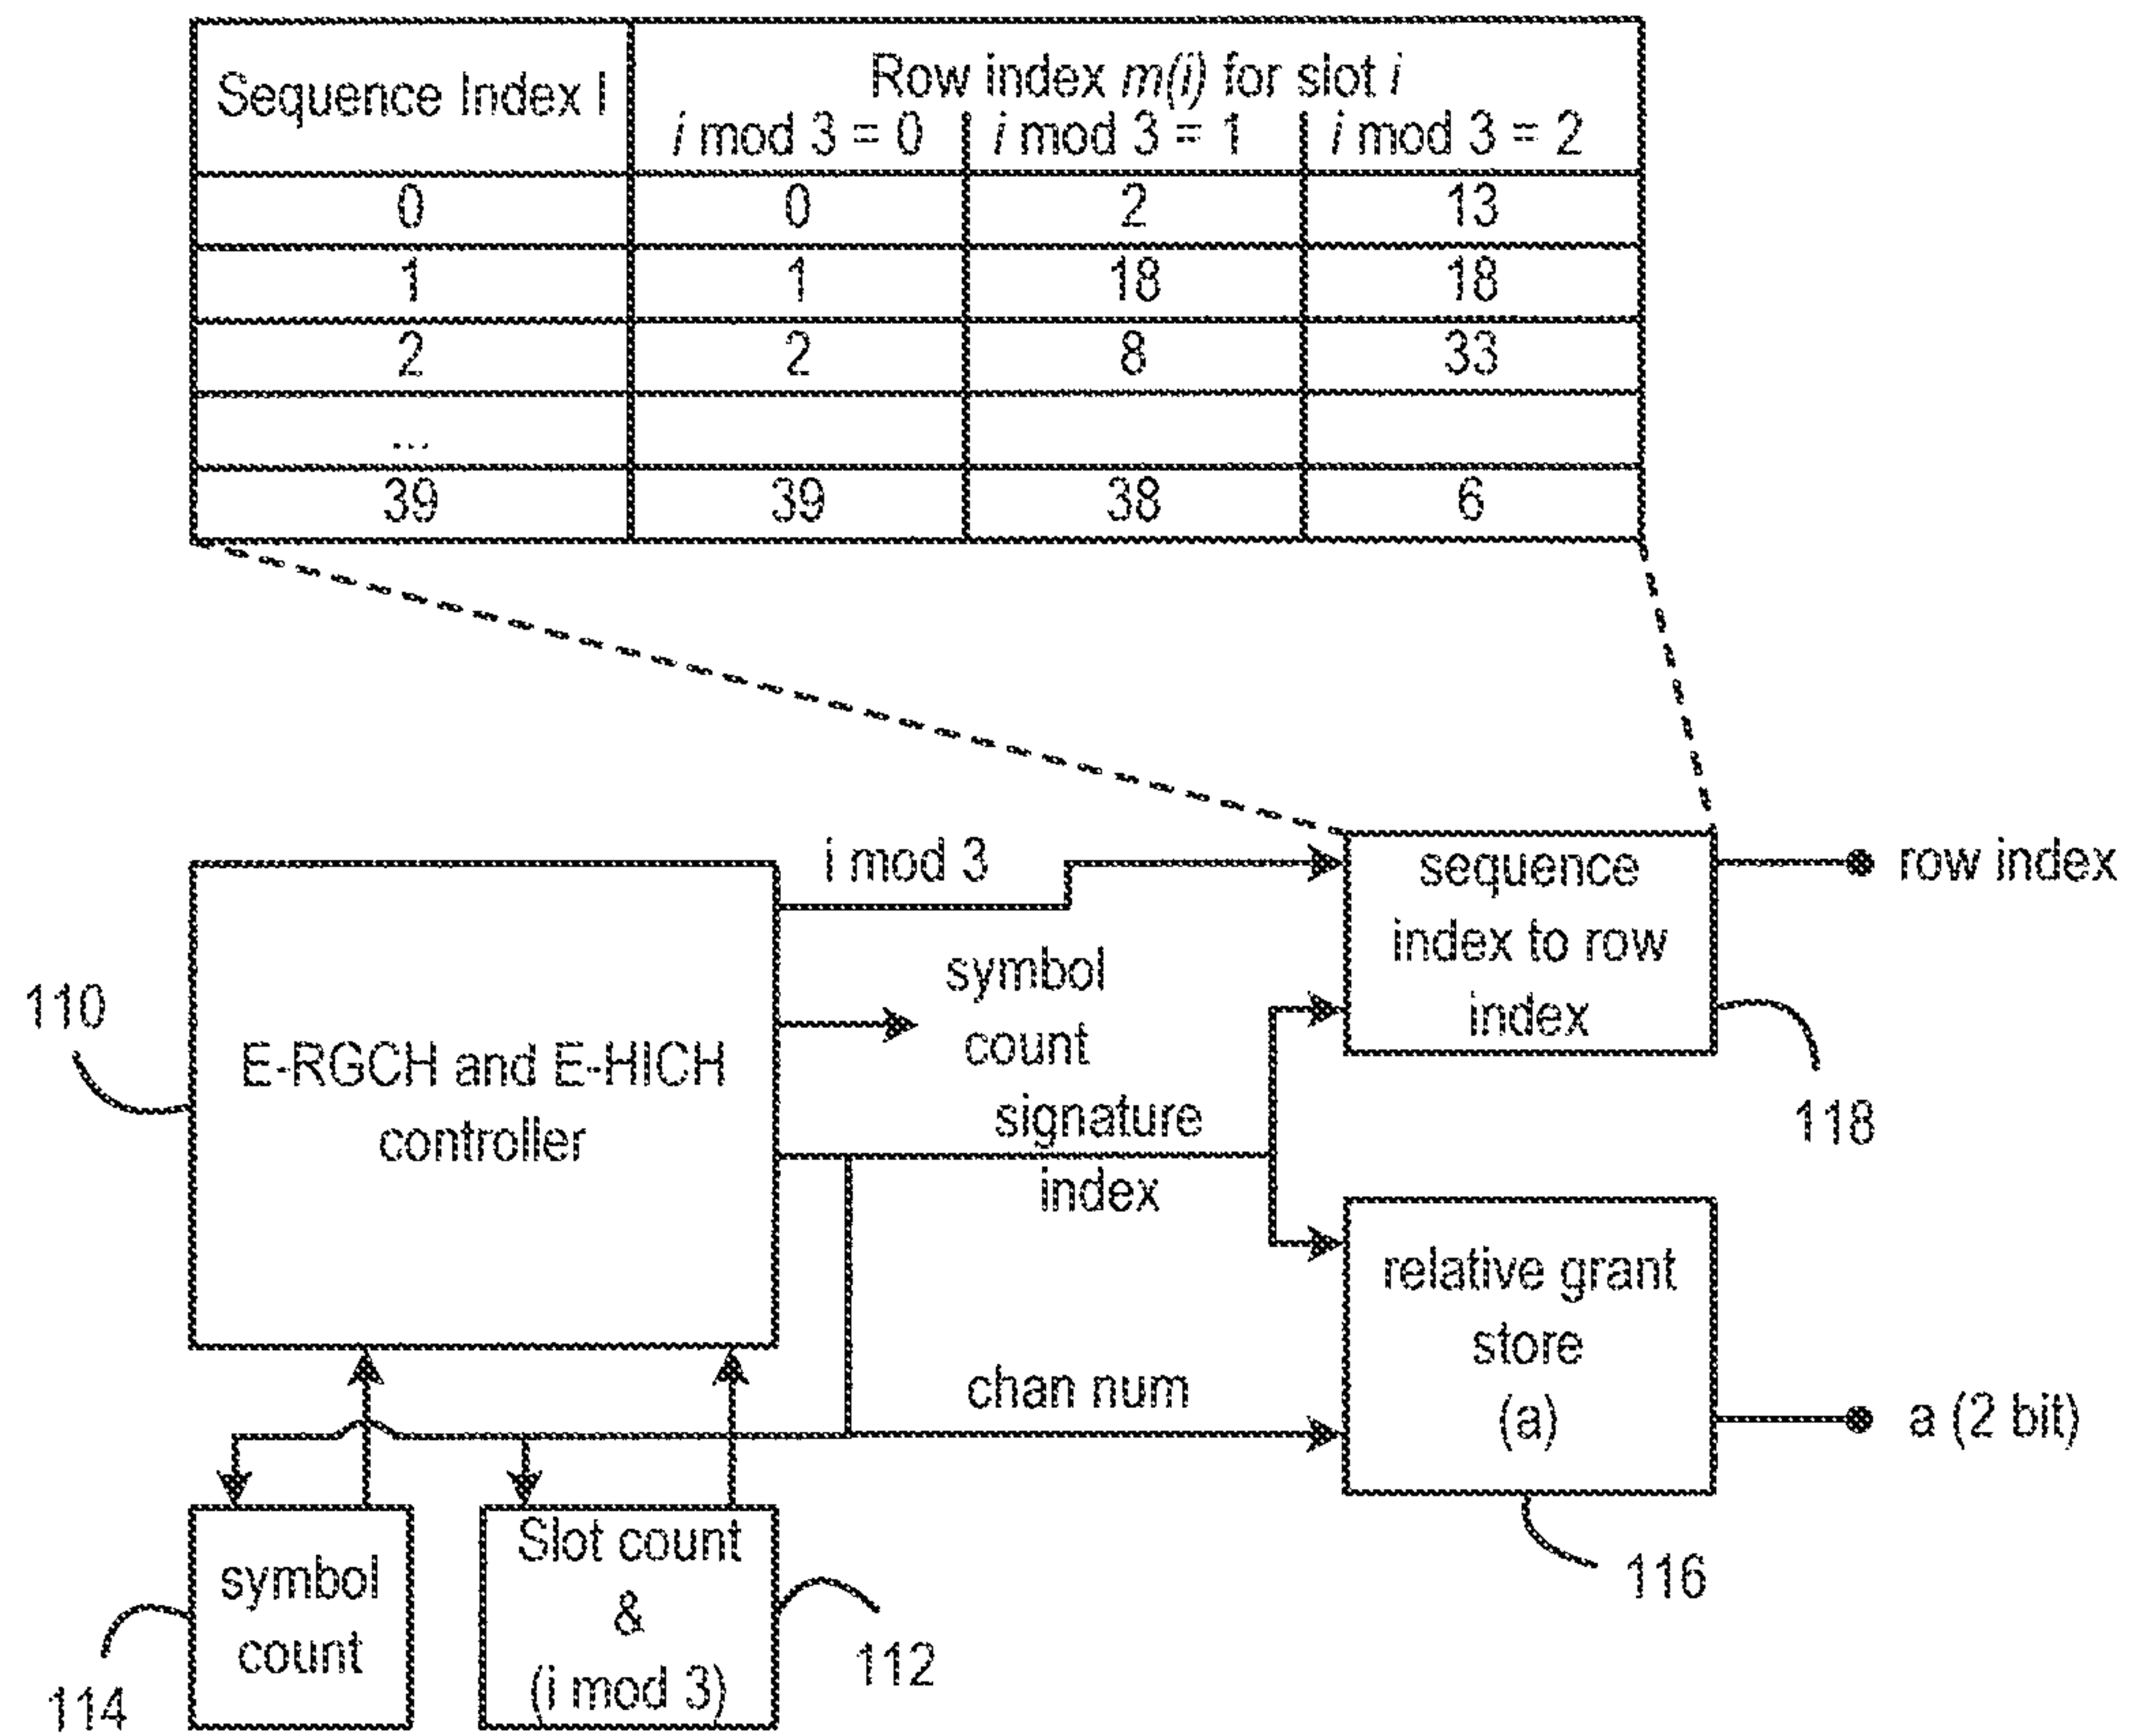 Sequence Index l
Row index m(i) for slot i
i mod 3 = 0
i mod 3 = 1
i mod 3 = 2
0 0 2 13
1 1 18 18
2 2 8 33
...
39 39 38 6
i mod 3
symbol
count
signature
index
chan num
E-RGCH and E-HICH
controller
110
sequence
index to row
index
row index
118
relative grant
store
(a)
a (2 bit)
116
symbol
count
114
Slot count
&
(i mod 3)
112